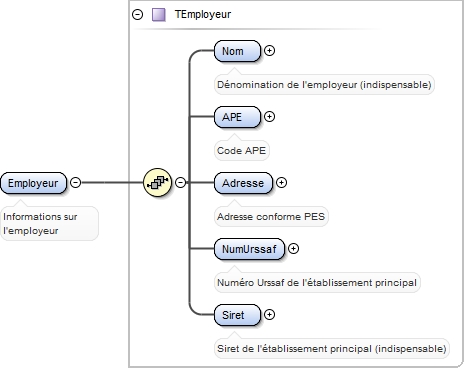 TEmployeur
Nom
Dénomination de l'employeur (indispensable)
APE
Code APE
Employeur
Informations sur
l'employeur
Adresse
Adresse conforme PES
NumUrssaf
Numéro Urssaf de l'établissement principal
Siret
Siret de l'établissement principal (indispensable)